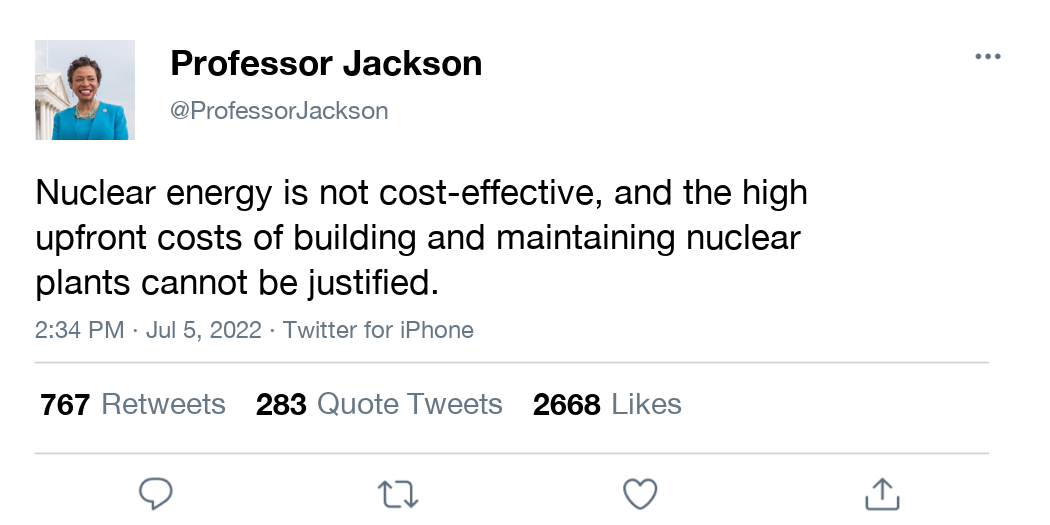 Professor Jackson
@ProfessorJackson
Nuclear energy is not cost-effective, and the high
upfront costs of building and maintaining nuclear
plants cannot be justified.
2:34 PM · Jul 5, 2022 · Twitter for iPhone
767 Retweets 283 Quote Tweets 2668 Likes